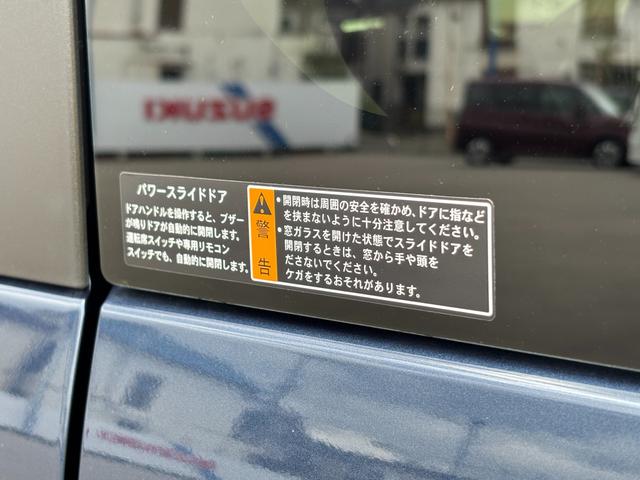 SUZUKI
パワースライドドア
ドアハンドルを操作すると、ブザー
が鳴りドアが自動的に開閉します。
運転席スイッチや専用リモコン
スイッチでも、自動的に開閉します。
警告
・開閉時は周囲の安全を確かめ、ドアに指など
を挟まないように十分注意してください。
・窓ガラスを開けた状態でスライドドアを
開閉するときは、窓から手や頭を
ださないでください。
ケガをするおそれがあります。